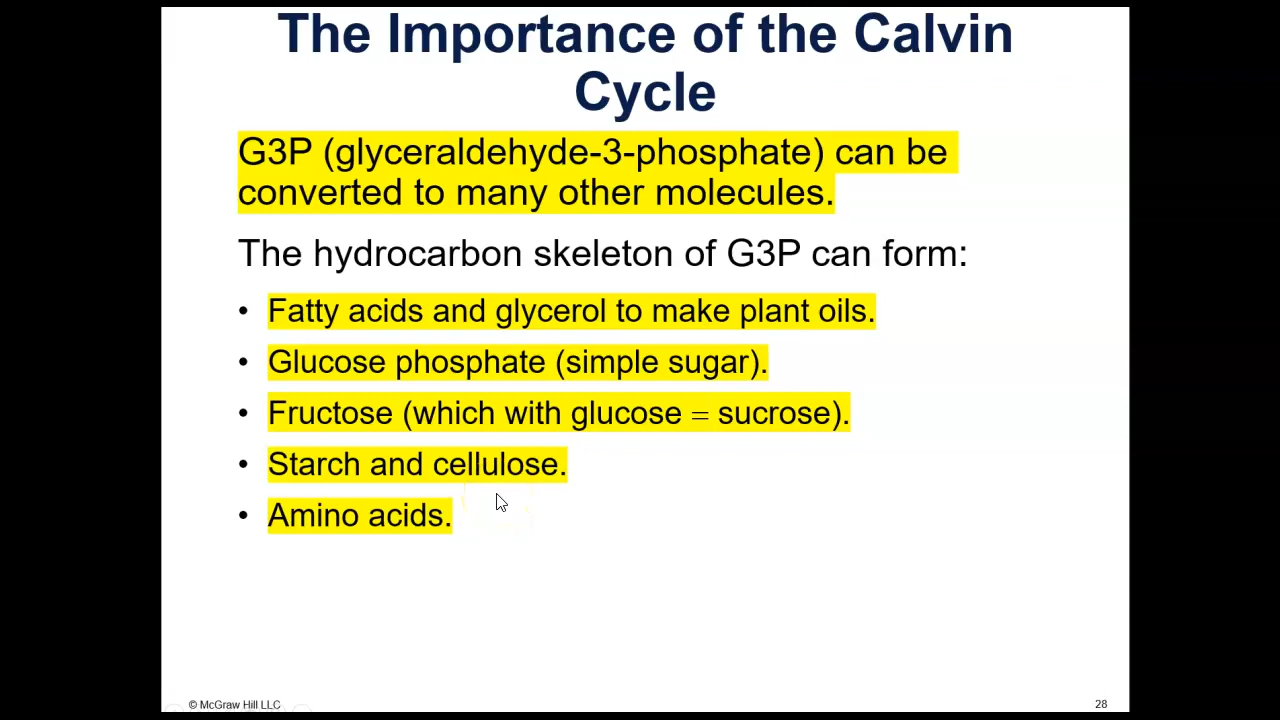 The Importance of the Calvin
Cycle
G3P (glyceraldehyde-3-phosphate) can be
converted to many other molecules.
The hydrocarbon skeleton of G3P can form:
• Fatty acids and glycerol to make plant oils.
• Glucose phosphate (simple sugar).
• Fructose (which with glucose = sucrose).
• Starch and cellulose.
• Amino acids.
© McGraw Hill LLC
28